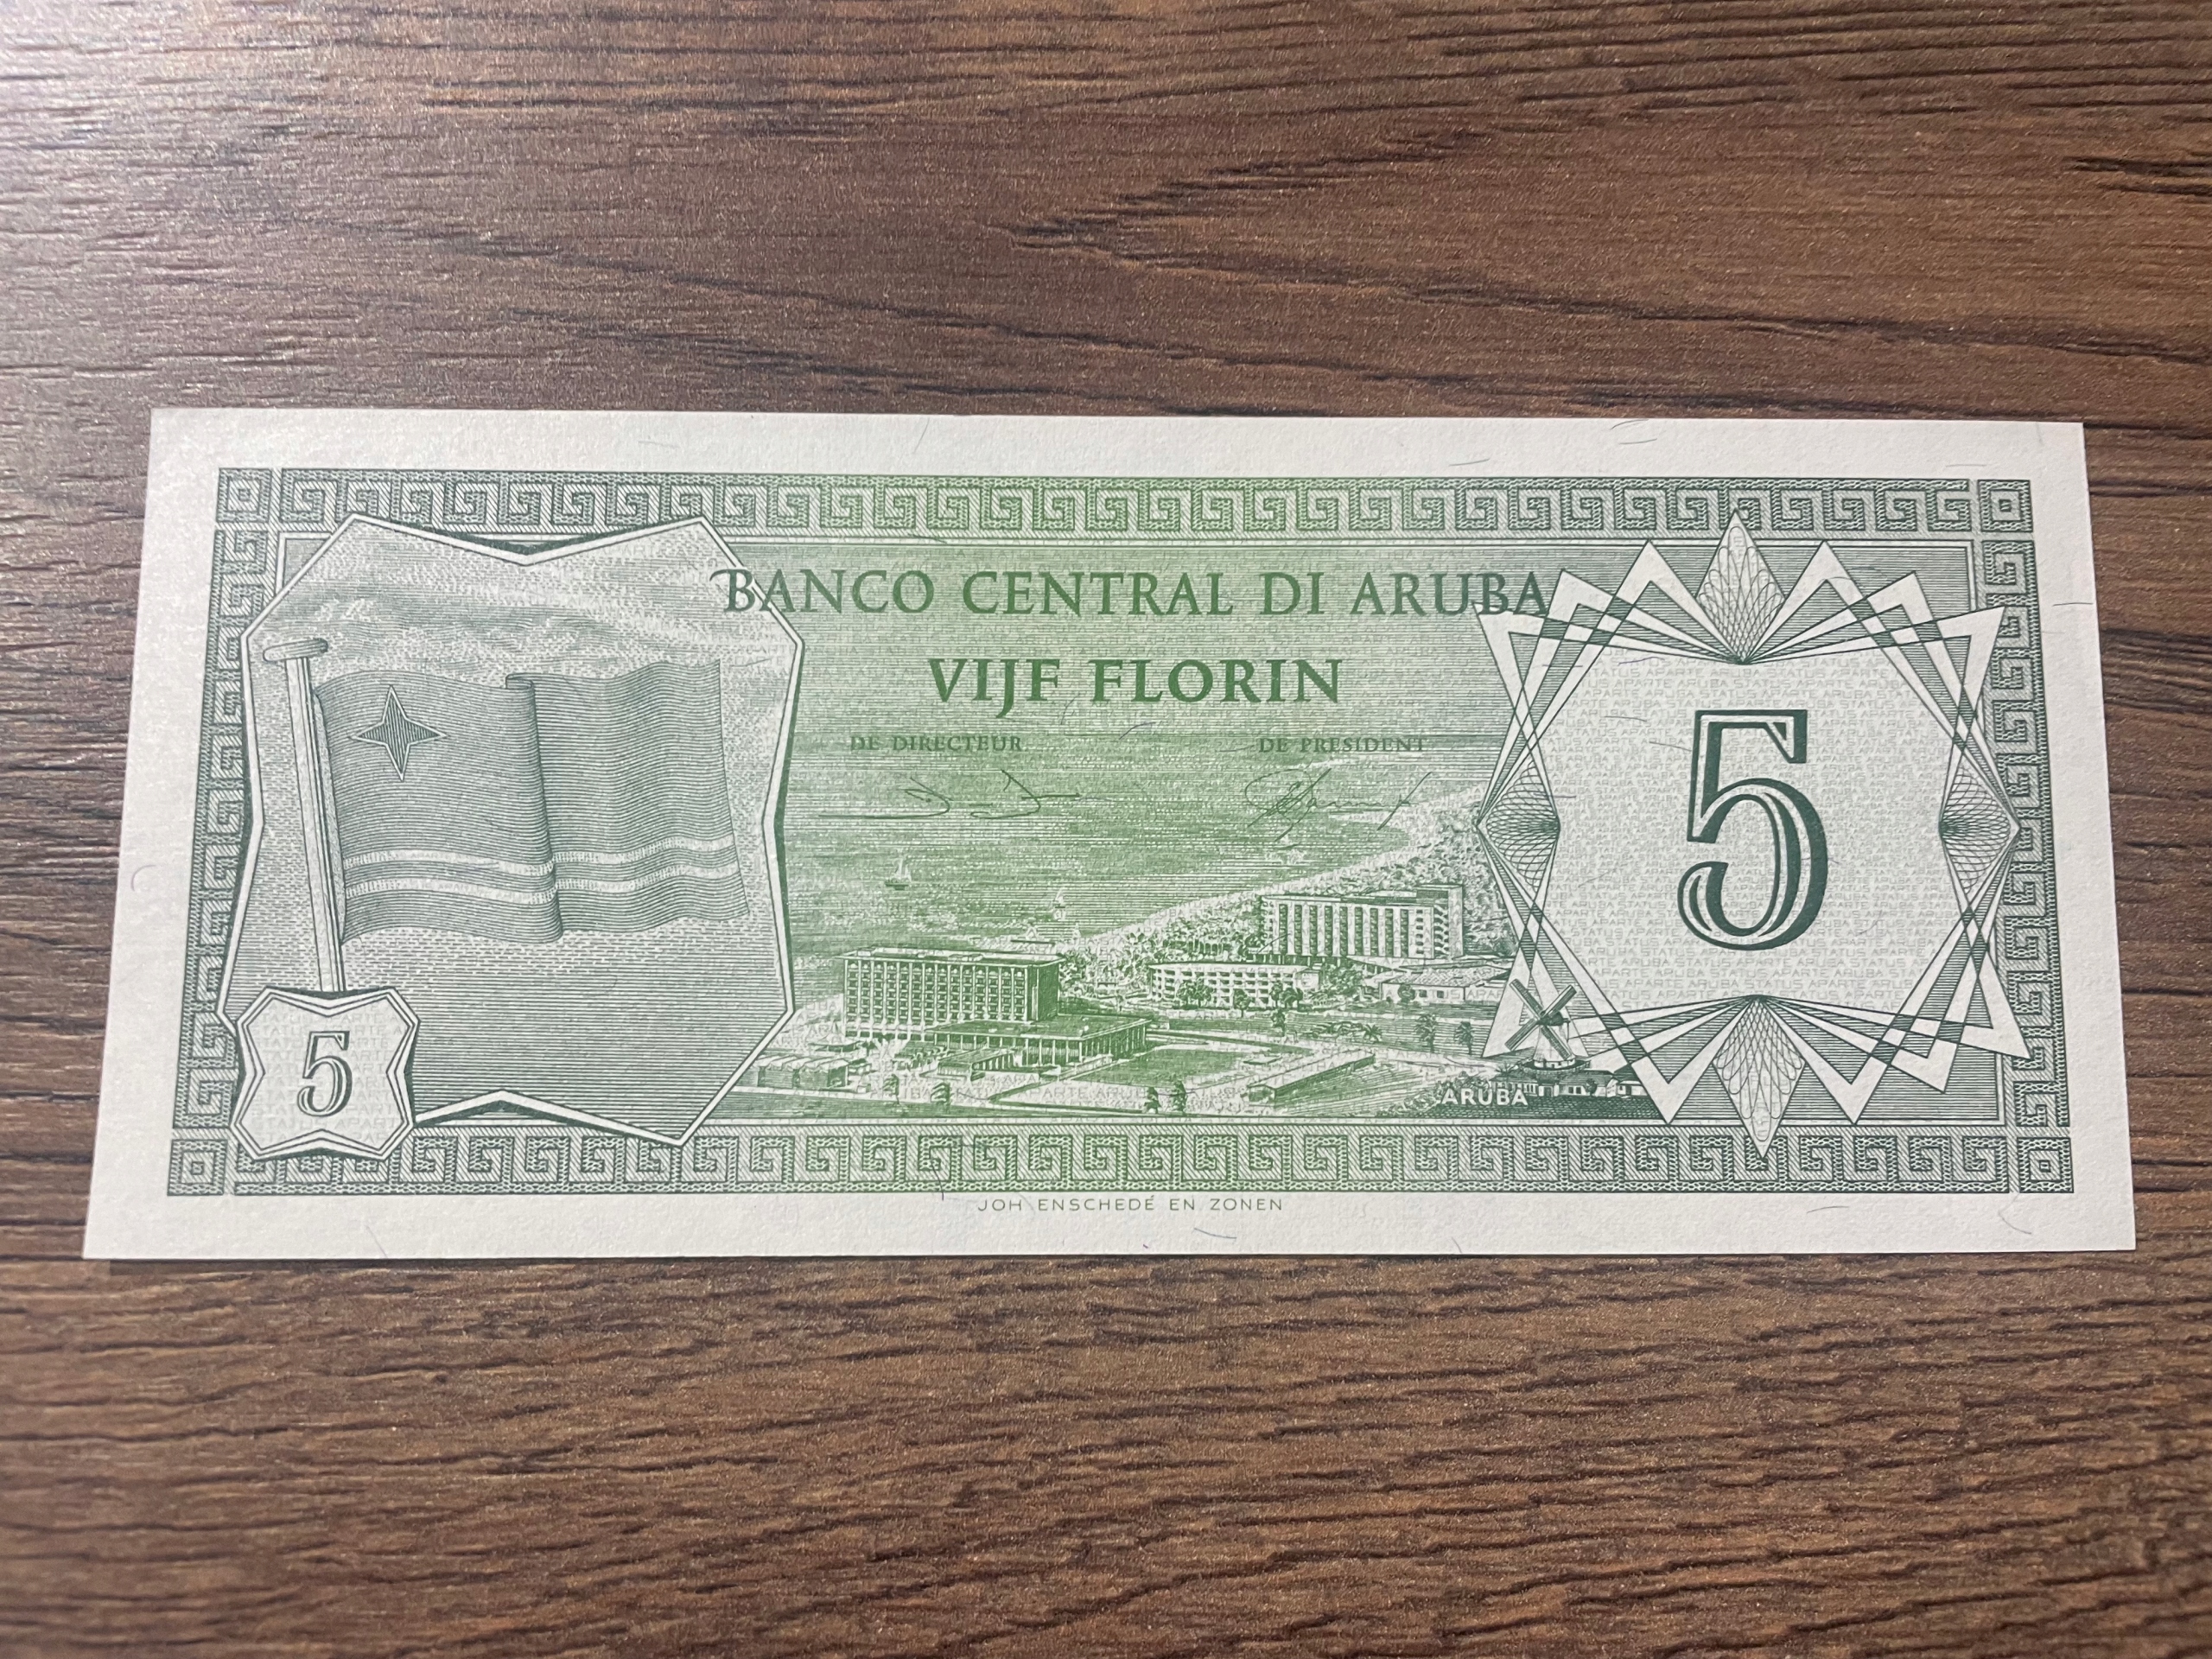 BANCO CENTRAL DI ARUBA
VIJF FLORIN
DE DIRECTEUR DE PRESIDENT
5
5
ARUBA
JOH. ENSCHEDÉ EN ZONEN